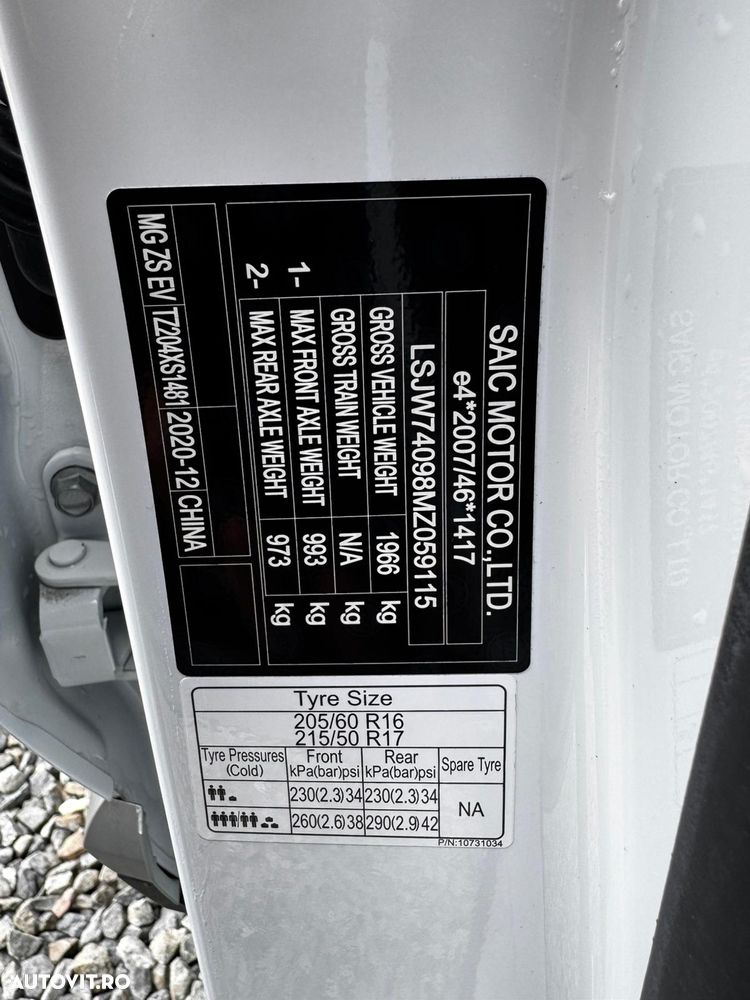 SAIC MOTOR CO.,LTD.
e4*2007/46*1417
LSJW74098MZ059115
GROSS VEHICLE WEIGHT 1966 kg
GROSS TRAIN WEIGHT N/A kg
1- MAX FRONT AXLE WEIGHT 993 kg
2- MAX REAR AXLE WEIGHT 973 kg
MG ZS EV TZ204XS1481 2020-12 CHINA
Tyre Size
205/60 R16
215/50 R17
Tyre Pressures (Cold) Front kPa(bar)psi Rear kPa(bar)psi Spare Tyre
230(2.3)34 230(2.3)34 NA
260(2.6)38 290(2.9)42
P/N:10731034
AUTOVIT.RO